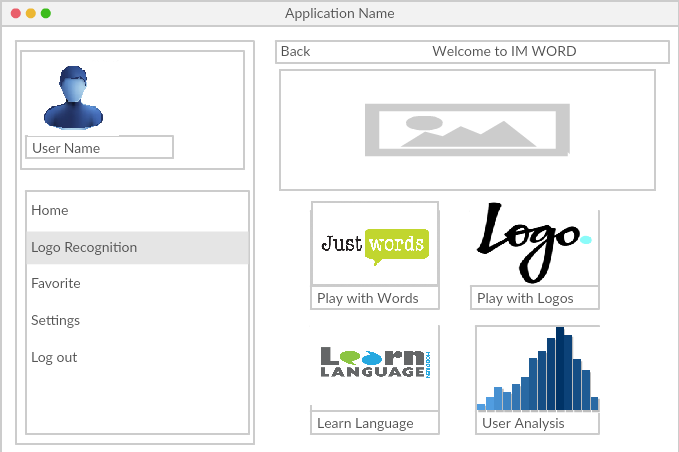 Application Name
User Name
Home
Logo Recognition
Favorite
Settings
Log out
Back
Welcome to IM WORD
Just words
Play with Words
Logo
Play with Logos
Learn
LANGUAGE
Learn Language
User Analysis